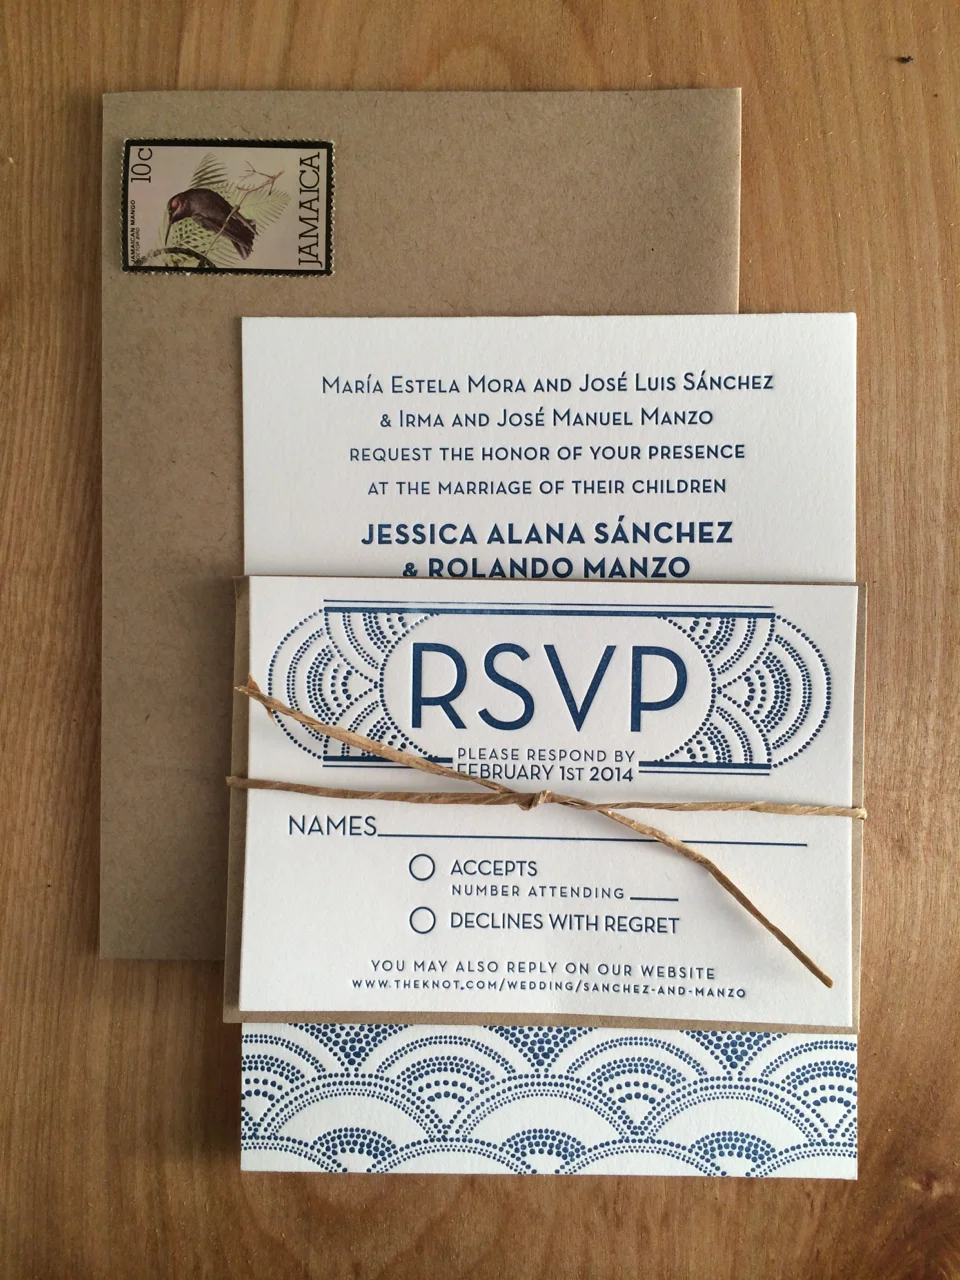 10c
JAMAICAN MANGO
JAMAICA
MARÍA ESTELA MORA AND JOSÉ LUIS SÁNCHEZ
& IRMA AND JOSÉ MANUEL MANZO
REQUEST THE HONOR OF YOUR PRESENCE
AT THE MARRIAGE OF THEIR CHILDREN
JESSICA ALANA SÁNCHEZ
& ROLANDO MANZO
RSVP
PLEASE RESPOND BY
FEBRUARY 1ST 2014
NAMES
ACCEPTS
NUMBER ATTENDING
DECLINES WITH REGRET
YOU MAY ALSO REPLY ON OUR WEBSITE
WWW.THEKNOT.COM/WEDDING/SANCHEZ-AND-MANZO